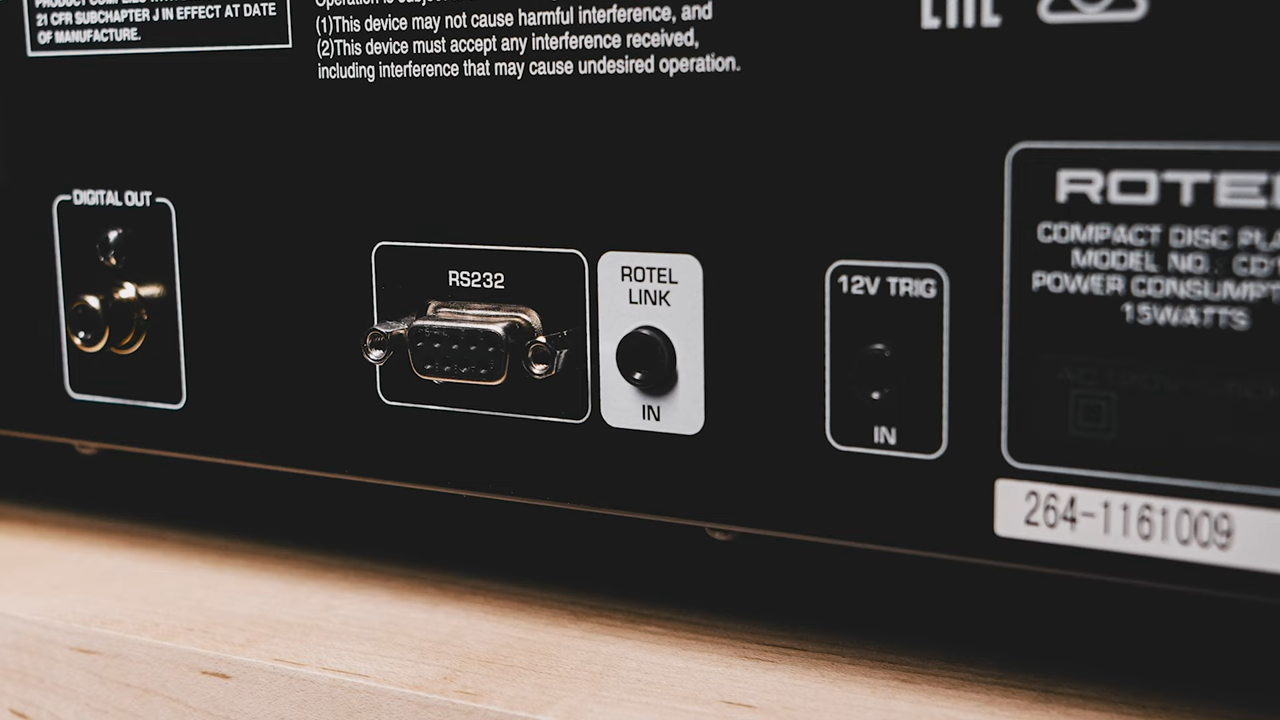 21 CFR SUBCHAPTER J IN EFFECT AT DATE
OF MANUFACTURE.
(1)This device may not cause harmful interference, and
(2)This device must accept any interference received,
including interference that may cause undesired operation.
DIGITAL OUT
RS232
ROTEL
LINK
IN
12V TRIG
IN
ROTE
COMPACT DISC PLA
MODEL NO. CD1
POWER CONSUMPT
15WATTS
264-1161009